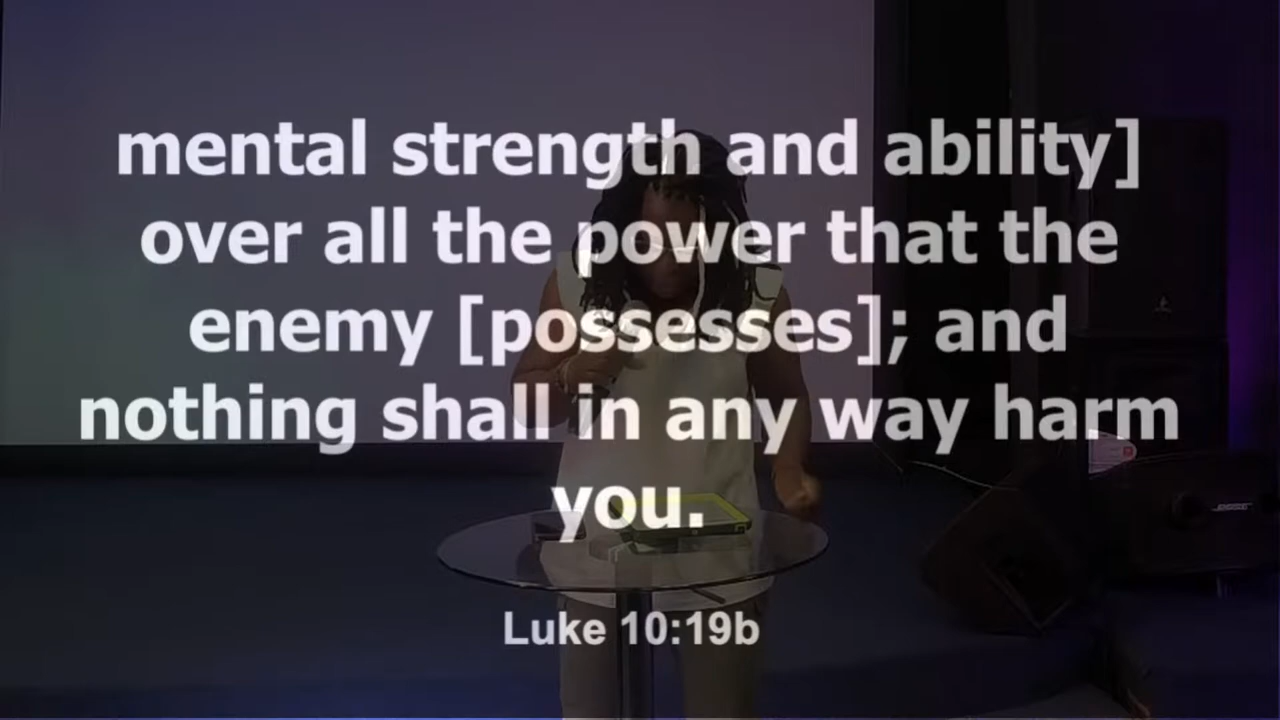 mental strength and ability]
over all the power that the
enemy [possesses]; and
nothing shall in any way harm
you.
Luke 10:19b
BOSE